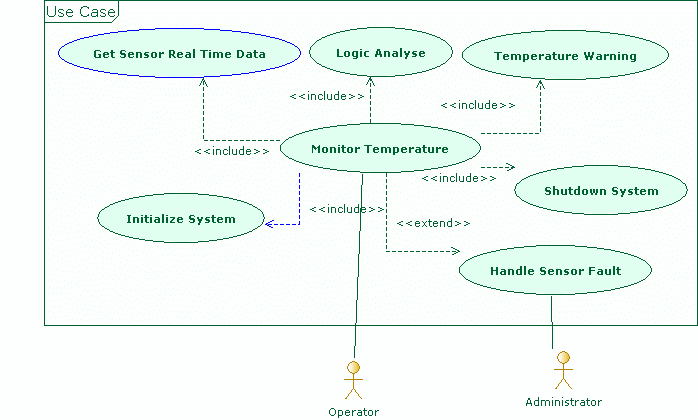 Use Case
Get Sensor Real Time Data
Logic Analyse
Temperature Warning
<<include>>
<<include>>
<<include>>
Monitor Temperature
<<include>>
Shutdown System
Initialize System
<<include>>
<<extend>>
Handle Sensor Fault
Operator
Administrator